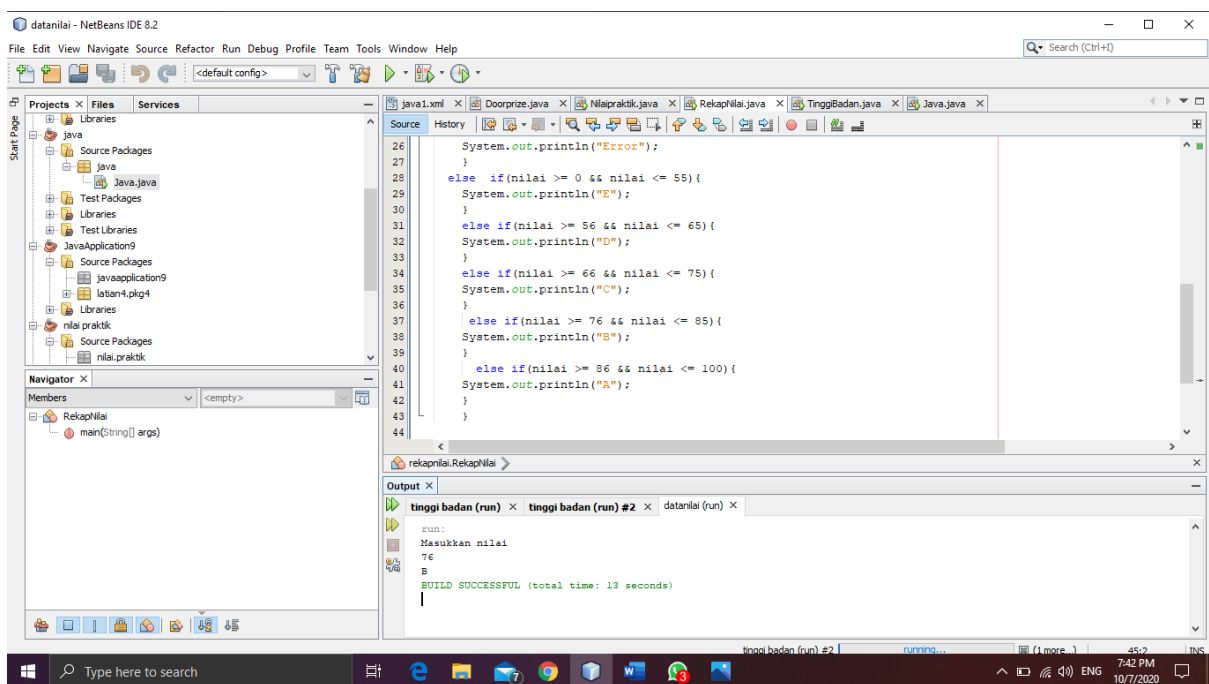 datanilai - NetBeans IDE 8.2
File Edit View Navigate Source Refactor Run Debug Profile Team Tools Window Help
Search (Ctrl+I)
<default config>
Start Page
Projects Files Services
Libraries
java
Source Packages
java
Java.java
Test Packages
Libraries
Test Libraries
JavaApplication9
Source Packages
javaapplication9
latian4.pkg4
Libraries
nilai praktik
Source Packages
nilai.praktik
Navigator
Members <empty>
RekapNilai
main(String[] args)
java1.xml Doorprize.java Nilaipraktik.java RekapNilai.java TinggiBadan.java Java.java
Source History
26 System.out.println("Error");
27 }
28 else if(nilai >= 0 && nilai <= 55){
29 System.out.println("E");
30 }
31 else if(nilai >= 56 && nilai <= 65){
32 System.out.println("D");
33 }
34 else if(nilai >= 66 && nilai <= 75){
35 System.out.println("C");
36 }
37 else if(nilai >= 76 && nilai <= 85){
38 System.out.println("B");
39 }
40 else if(nilai >= 86 && nilai <= 100){
41 System.out.println("A");
42 }
43 }
44
rekapnilai.RekapNilai
Output
tinggi badan (run) tinggi badan (run) #2 datanilai (run)
run:
Masukkan nilai
76
B
BUILD SUCCESSFUL (total time: 13 seconds)
tinggi badan (run) #2 running... (1 more...) 45:2 INS
Type here to search
7
3
ENG
7:42 PM
10/7/2020